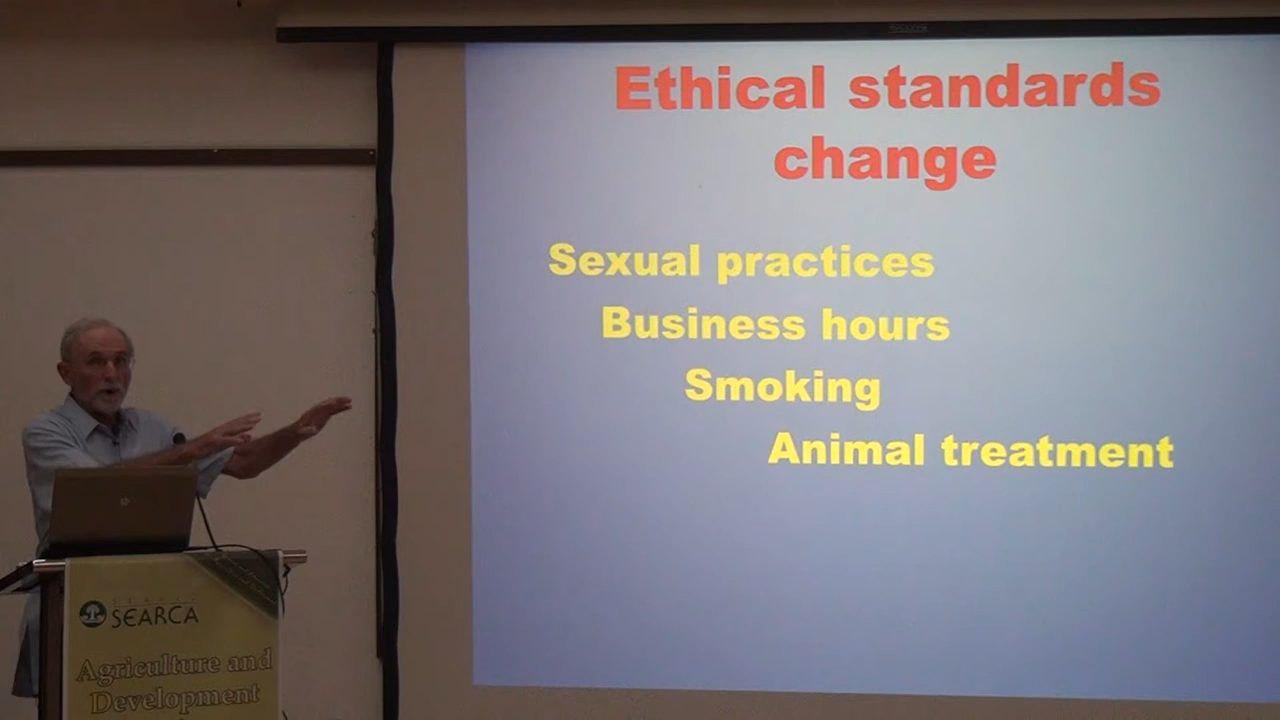 Ethical standards
change
Sexual practices
Business hours
Smoking
Animal treatment
SEARCA
Agriculture and
Development